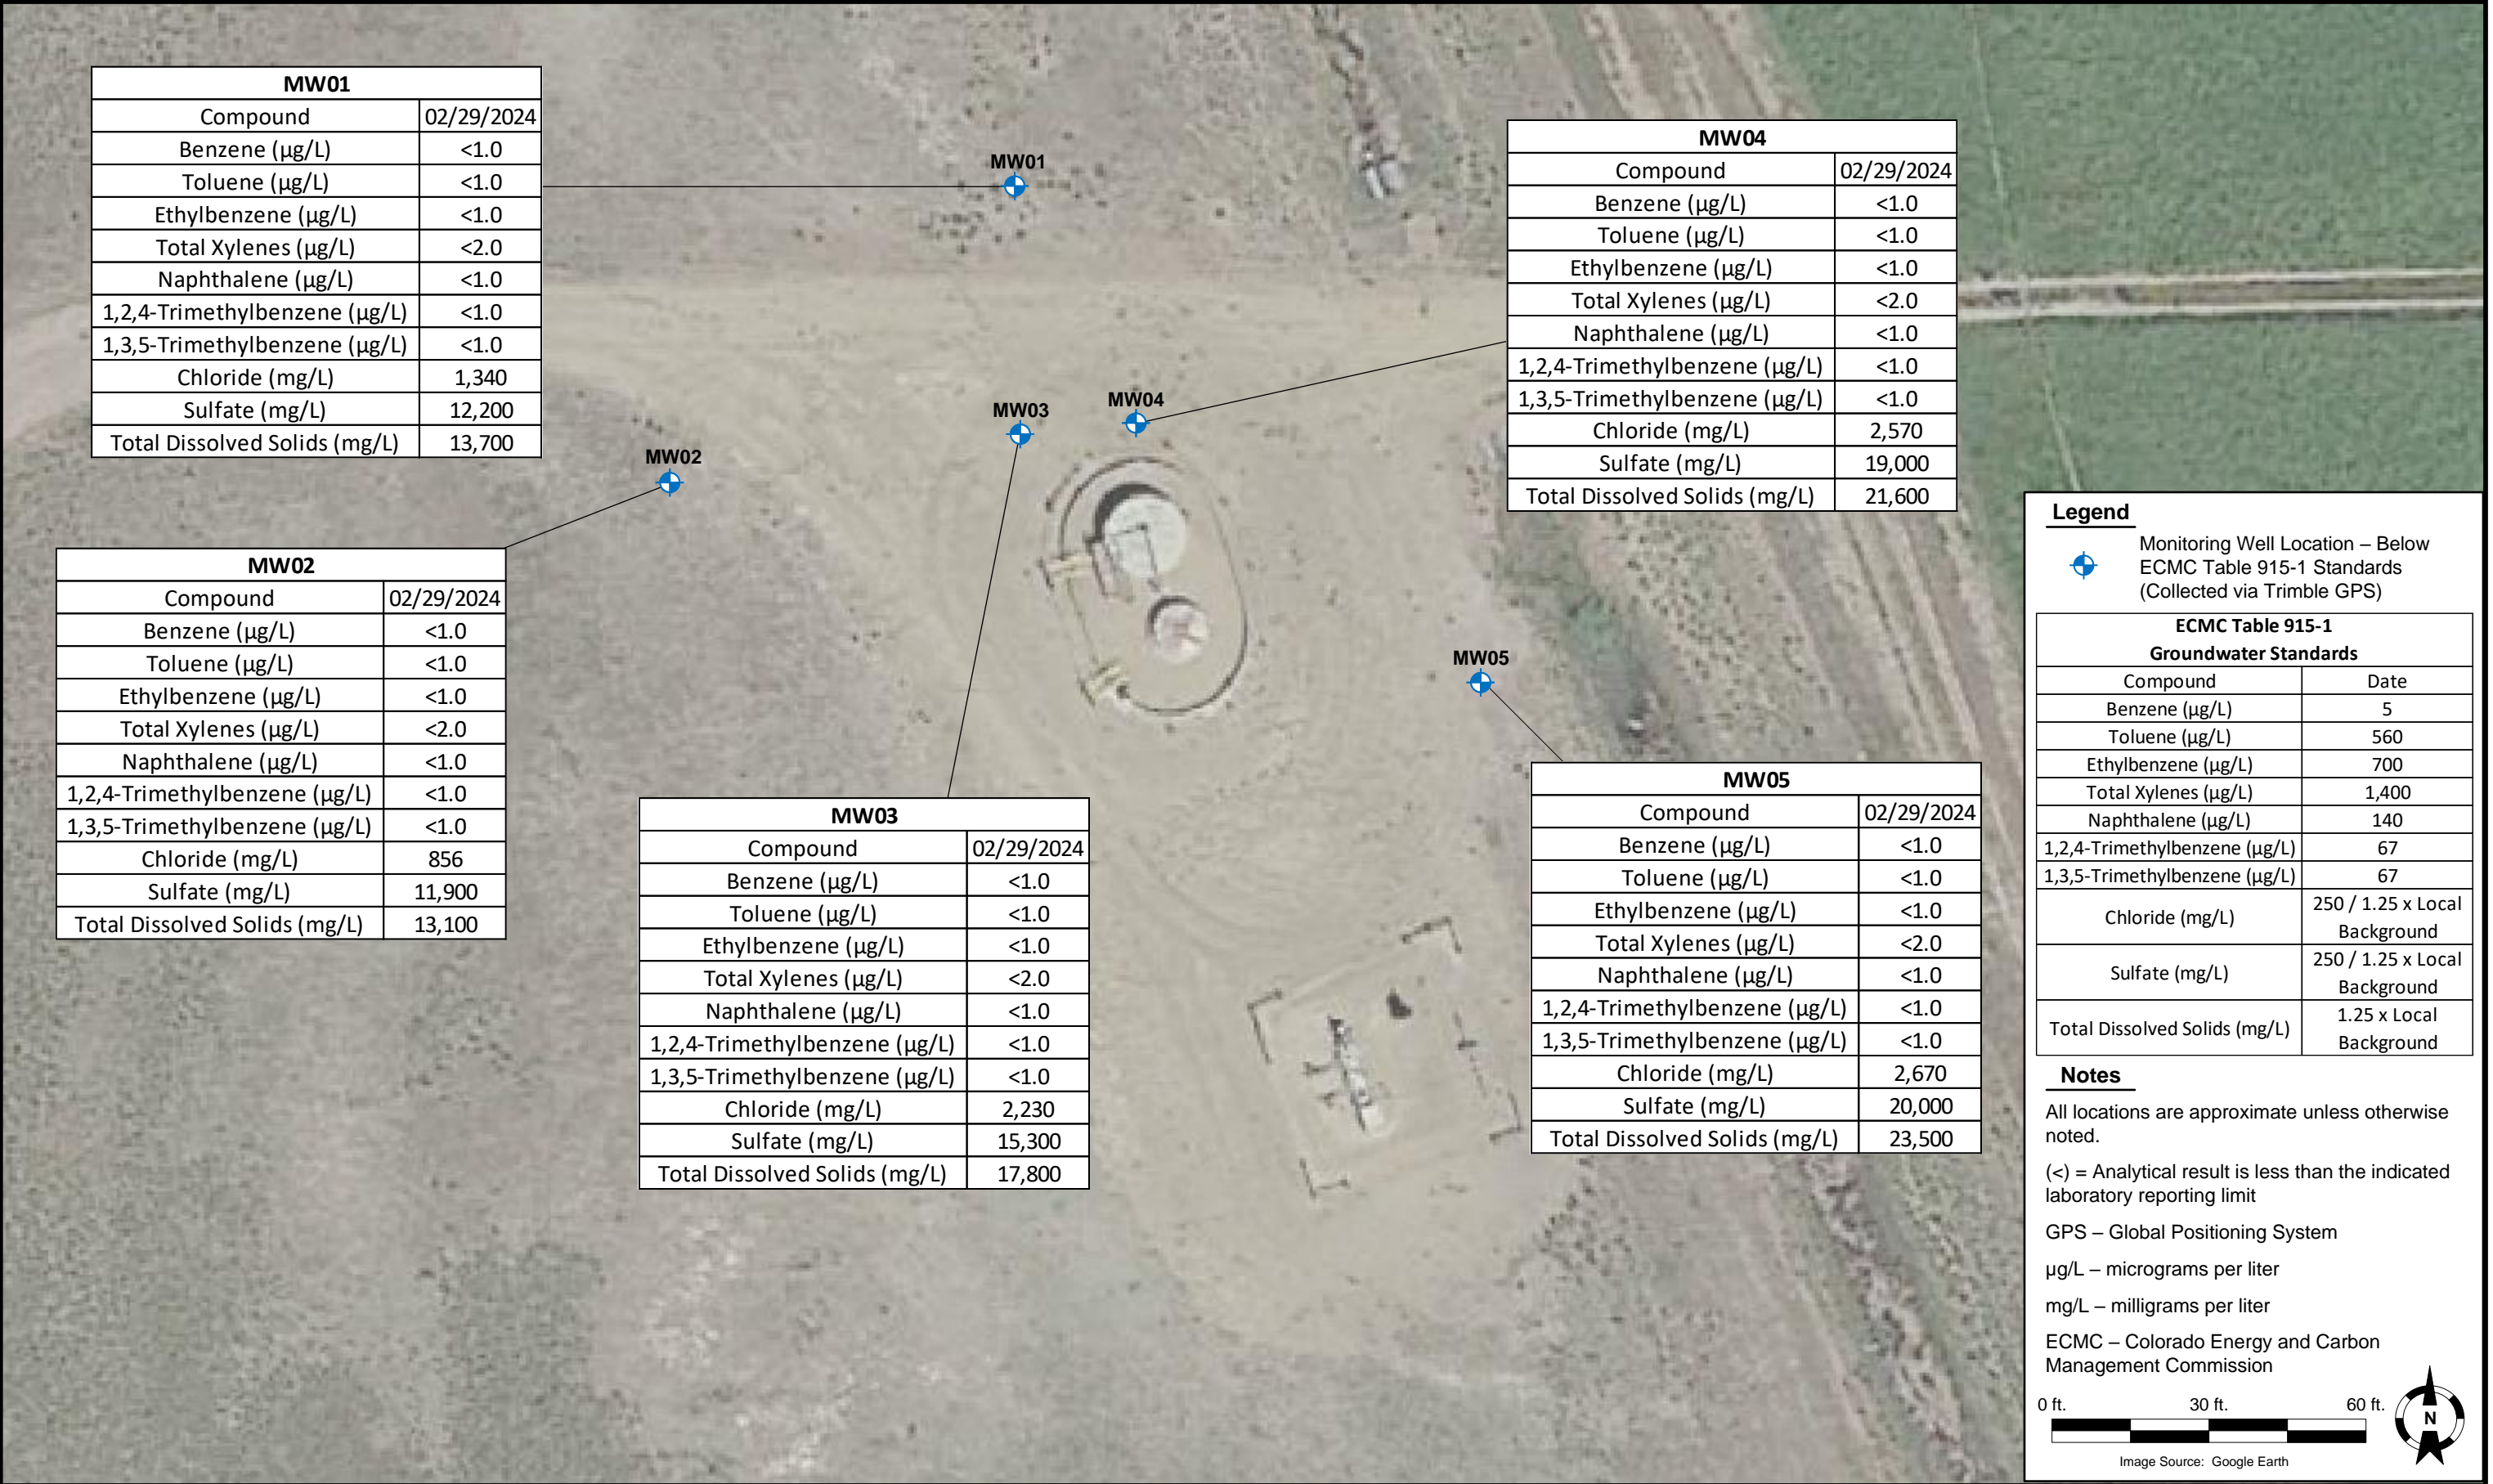 MW01
Compound 02/29/2024
Benzene (µg/L) <1.0
Toluene (µg/L) <1.0
Ethylbenzene (µg/L) <1.0
Total Xylenes (µg/L) <2.0
Naphthalene (µg/L) <1.0
1,2,4-Trimethylbenzene (µg/L) <1.0
1,3,5-Trimethylbenzene (µg/L) <1.0
Chloride (mg/L) 1,340
Sulfate (mg/L) 12,200
Total Dissolved Solids (mg/L) 13,700
MW01
MW04
Compound 02/29/2024
Benzene (µg/L) <1.0
Toluene (µg/L) <1.0
Ethylbenzene (µg/L) <1.0
Total Xylenes (µg/L) <2.0
Naphthalene (µg/L) <1.0
1,2,4-Trimethylbenzene (µg/L) <1.0
1,3,5-Trimethylbenzene (µg/L) <1.0
Chloride (mg/L) 2,570
Sulfate (mg/L) 19,000
Total Dissolved Solids (mg/L) 21,600
MW04
MW03
MW02
MW05
MW02
Compound 02/29/2024
Benzene (µg/L) <1.0
Toluene (µg/L) <1.0
Ethylbenzene (µg/L) <1.0
Total Xylenes (µg/L) <2.0
Naphthalene (µg/L) <1.0
1,2,4-Trimethylbenzene (µg/L) <1.0
1,3,5-Trimethylbenzene (µg/L) <1.0
Chloride (mg/L) 856
Sulfate (mg/L) 11,900
Total Dissolved Solids (mg/L) 13,100
MW03
Compound 02/29/2024
Benzene (µg/L) <1.0
Toluene (µg/L) <1.0
Ethylbenzene (µg/L) <1.0
Total Xylenes (µg/L) <2.0
Naphthalene (µg/L) <1.0
1,2,4-Trimethylbenzene (µg/L) <1.0
1,3,5-Trimethylbenzene (µg/L) <1.0
Chloride (mg/L) 2,230
Sulfate (mg/L) 15,300
Total Dissolved Solids (mg/L) 17,800
MW05
Compound 02/29/2024
Benzene (µg/L) <1.0
Toluene (µg/L) <1.0
Ethylbenzene (µg/L) <1.0
Total Xylenes (µg/L) <2.0
Naphthalene (µg/L) <1.0
1,2,4-Trimethylbenzene (µg/L) <1.0
1,3,5-Trimethylbenzene (µg/L) <1.0
Chloride (mg/L) 2,670
Sulfate (mg/L) 20,000
Total Dissolved Solids (mg/L) 23,500
Legend
Monitoring Well Location – Below
ECMC Table 915-1 Standards
(Collected via Trimble GPS)
ECMC Table 915-1
Groundwater Standards
Compound Date
Benzene (µg/L) 5
Toluene (µg/L) 560
Ethylbenzene (µg/L) 700
Total Xylenes (µg/L) 1,400
Naphthalene (µg/L) 140
1,2,4-Trimethylbenzene (µg/L) 67
1,3,5-Trimethylbenzene (µg/L) 67
Chloride (mg/L) 250 / 1.25 x Local
Background
Sulfate (mg/L) 250 / 1.25 x Local
Background
Total Dissolved Solids (mg/L) 1.25 x Local
Background
Notes
All locations are approximate unless otherwise
noted.
(<) = Analytical result is less than the indicated
laboratory reporting limit
GPS – Global Positioning System
µg/L – micrograms per liter
mg/L – milligrams per liter
ECMC – Colorado Energy and Carbon
Management Commission
0 ft. 30 ft. 60 ft.
N
Image Source: Google Earth